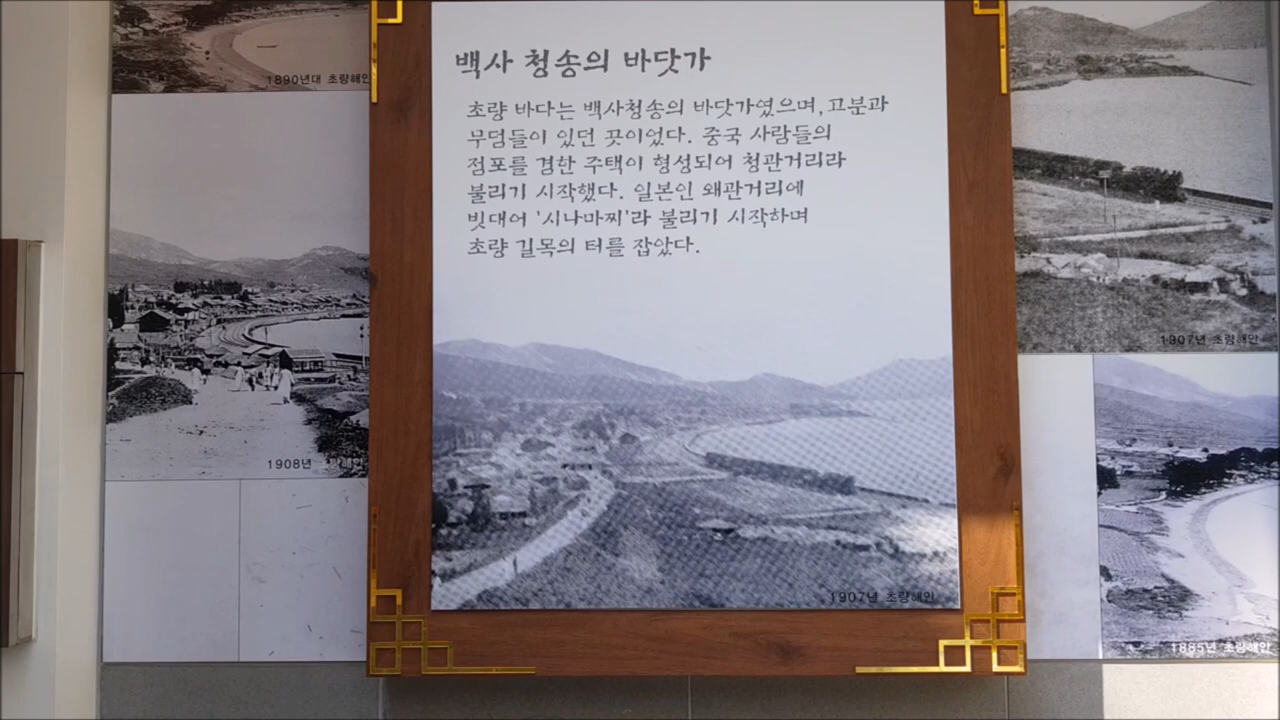 1890년대 초량해안
백사 청송의 바닷가
초량 바다는 백사청송의 바닷가였으며, 고분과
무덤들이 있던 곳이었다. 중국 사람들의
점포를 겸한 주택이 형성되어 청관거리라
불리기 시작했다. 일본인 왜관거리에
빗대어 '시나마찌'라 불리기 시작하며
초량 길목의 터를 잡았다.
1907년 초량해안
1908년
1907년 초량해안
1885년 초량해안